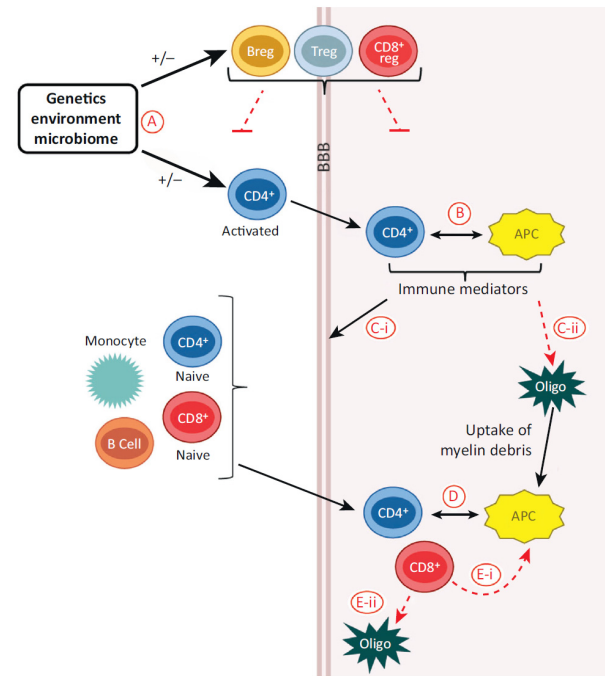 +/−
Breg
Treg
CD8+
reg
Genetics
environment
microbiome
A
BBB
+/−
CD4+
Activated
CD4+
B
APC
Immune mediators
C-i
C-ii
Monocyte
CD4+
Naive
Oligo
CD8+
B Cell
Naive
Uptake of
myelin debris
CD4+
D
APC
CD8+
E-i
E-ii
Oligo